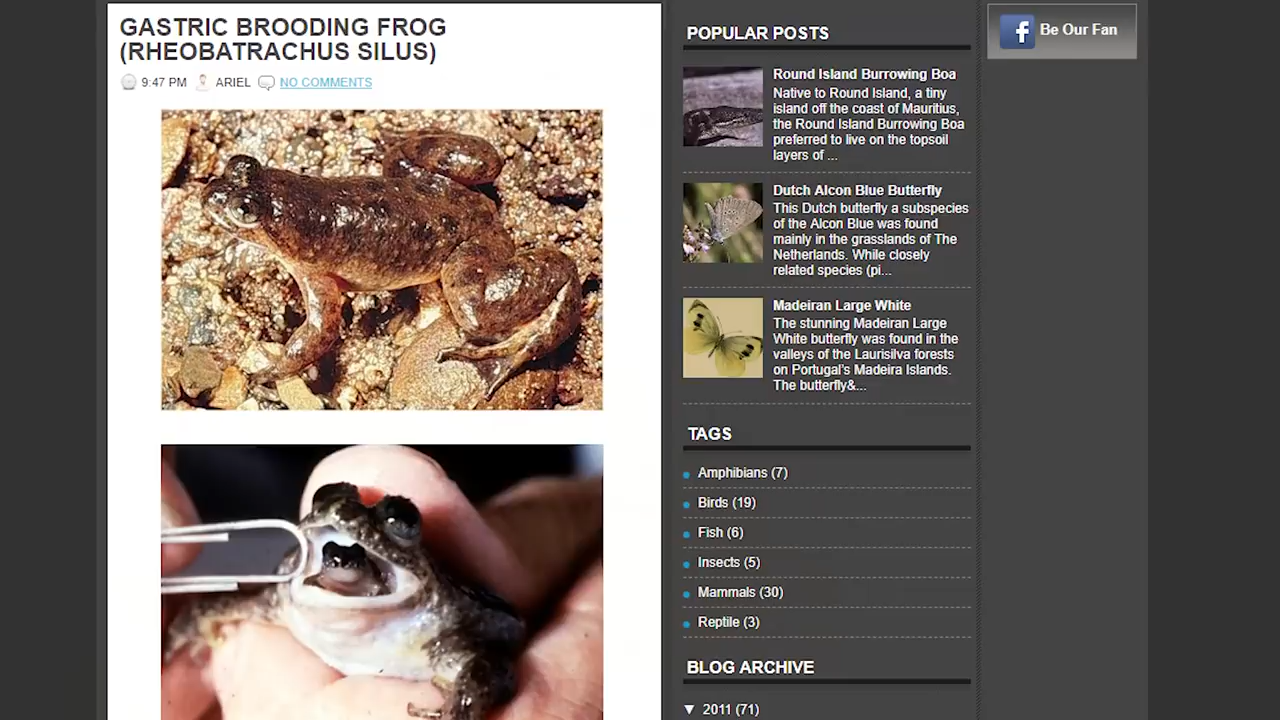 GASTRIC BROODING FROG
(RHEOBATRACHUS SILUS)
9:47 PM ARIEL NO COMMENTS
POPULAR POSTS
Round Island Burrowing Boa
Native to Round Island, a tiny
island off the coast of Mauritius,
the Round Island Burrowing Boa
preferred to live on the topsoil
layers of ...
Dutch Alcon Blue Butterfly
This Dutch butterfly a subspecies
of the Alcon Blue was found
mainly in the grasslands of The
Netherlands. While closely
related species (pi...
Madeiran Large White
The stunning Madeiran Large
White butterfly was found in the
valleys of the Laurisilva forests
on Portugal's Madeira Islands.
The butterfly&...
TAGS
Amphibians (7)
Birds (19)
Fish (6)
Insects (5)
Mammals (30)
Reptile (3)
BLOG ARCHIVE
▼ 2011 (71)
f Be Our Fan